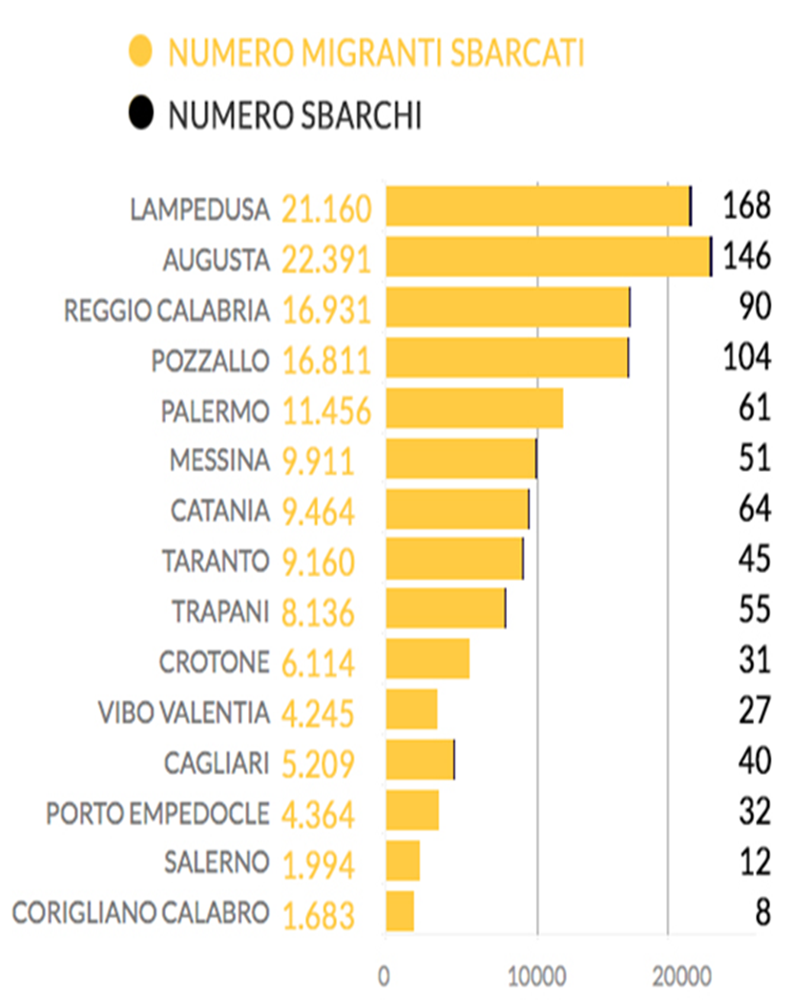 NUMERO MIGRANTI SBARCATI
NUMERO SBARCHI
LAMPEDUSA 21.160 168
AUGUSTA 22.391 146
REGGIO CALABRIA 16.931 90
POZZALLO 16.811 104
PALERMO 11.456 61
MESSINA 9.911 51
CATANIA 9.464 64
TARANTO 9.160 45
TRAPANI 8.136 55
CROTONE 6.114 31
VIBO VALENTIA 4.245 27
CAGLIARI 5.209 40
PORTO EMPEDOCLE 4.364 32
SALERNO 1.994 12
CORIGLIANO CALABRO 1.683 8
0 10000 20000